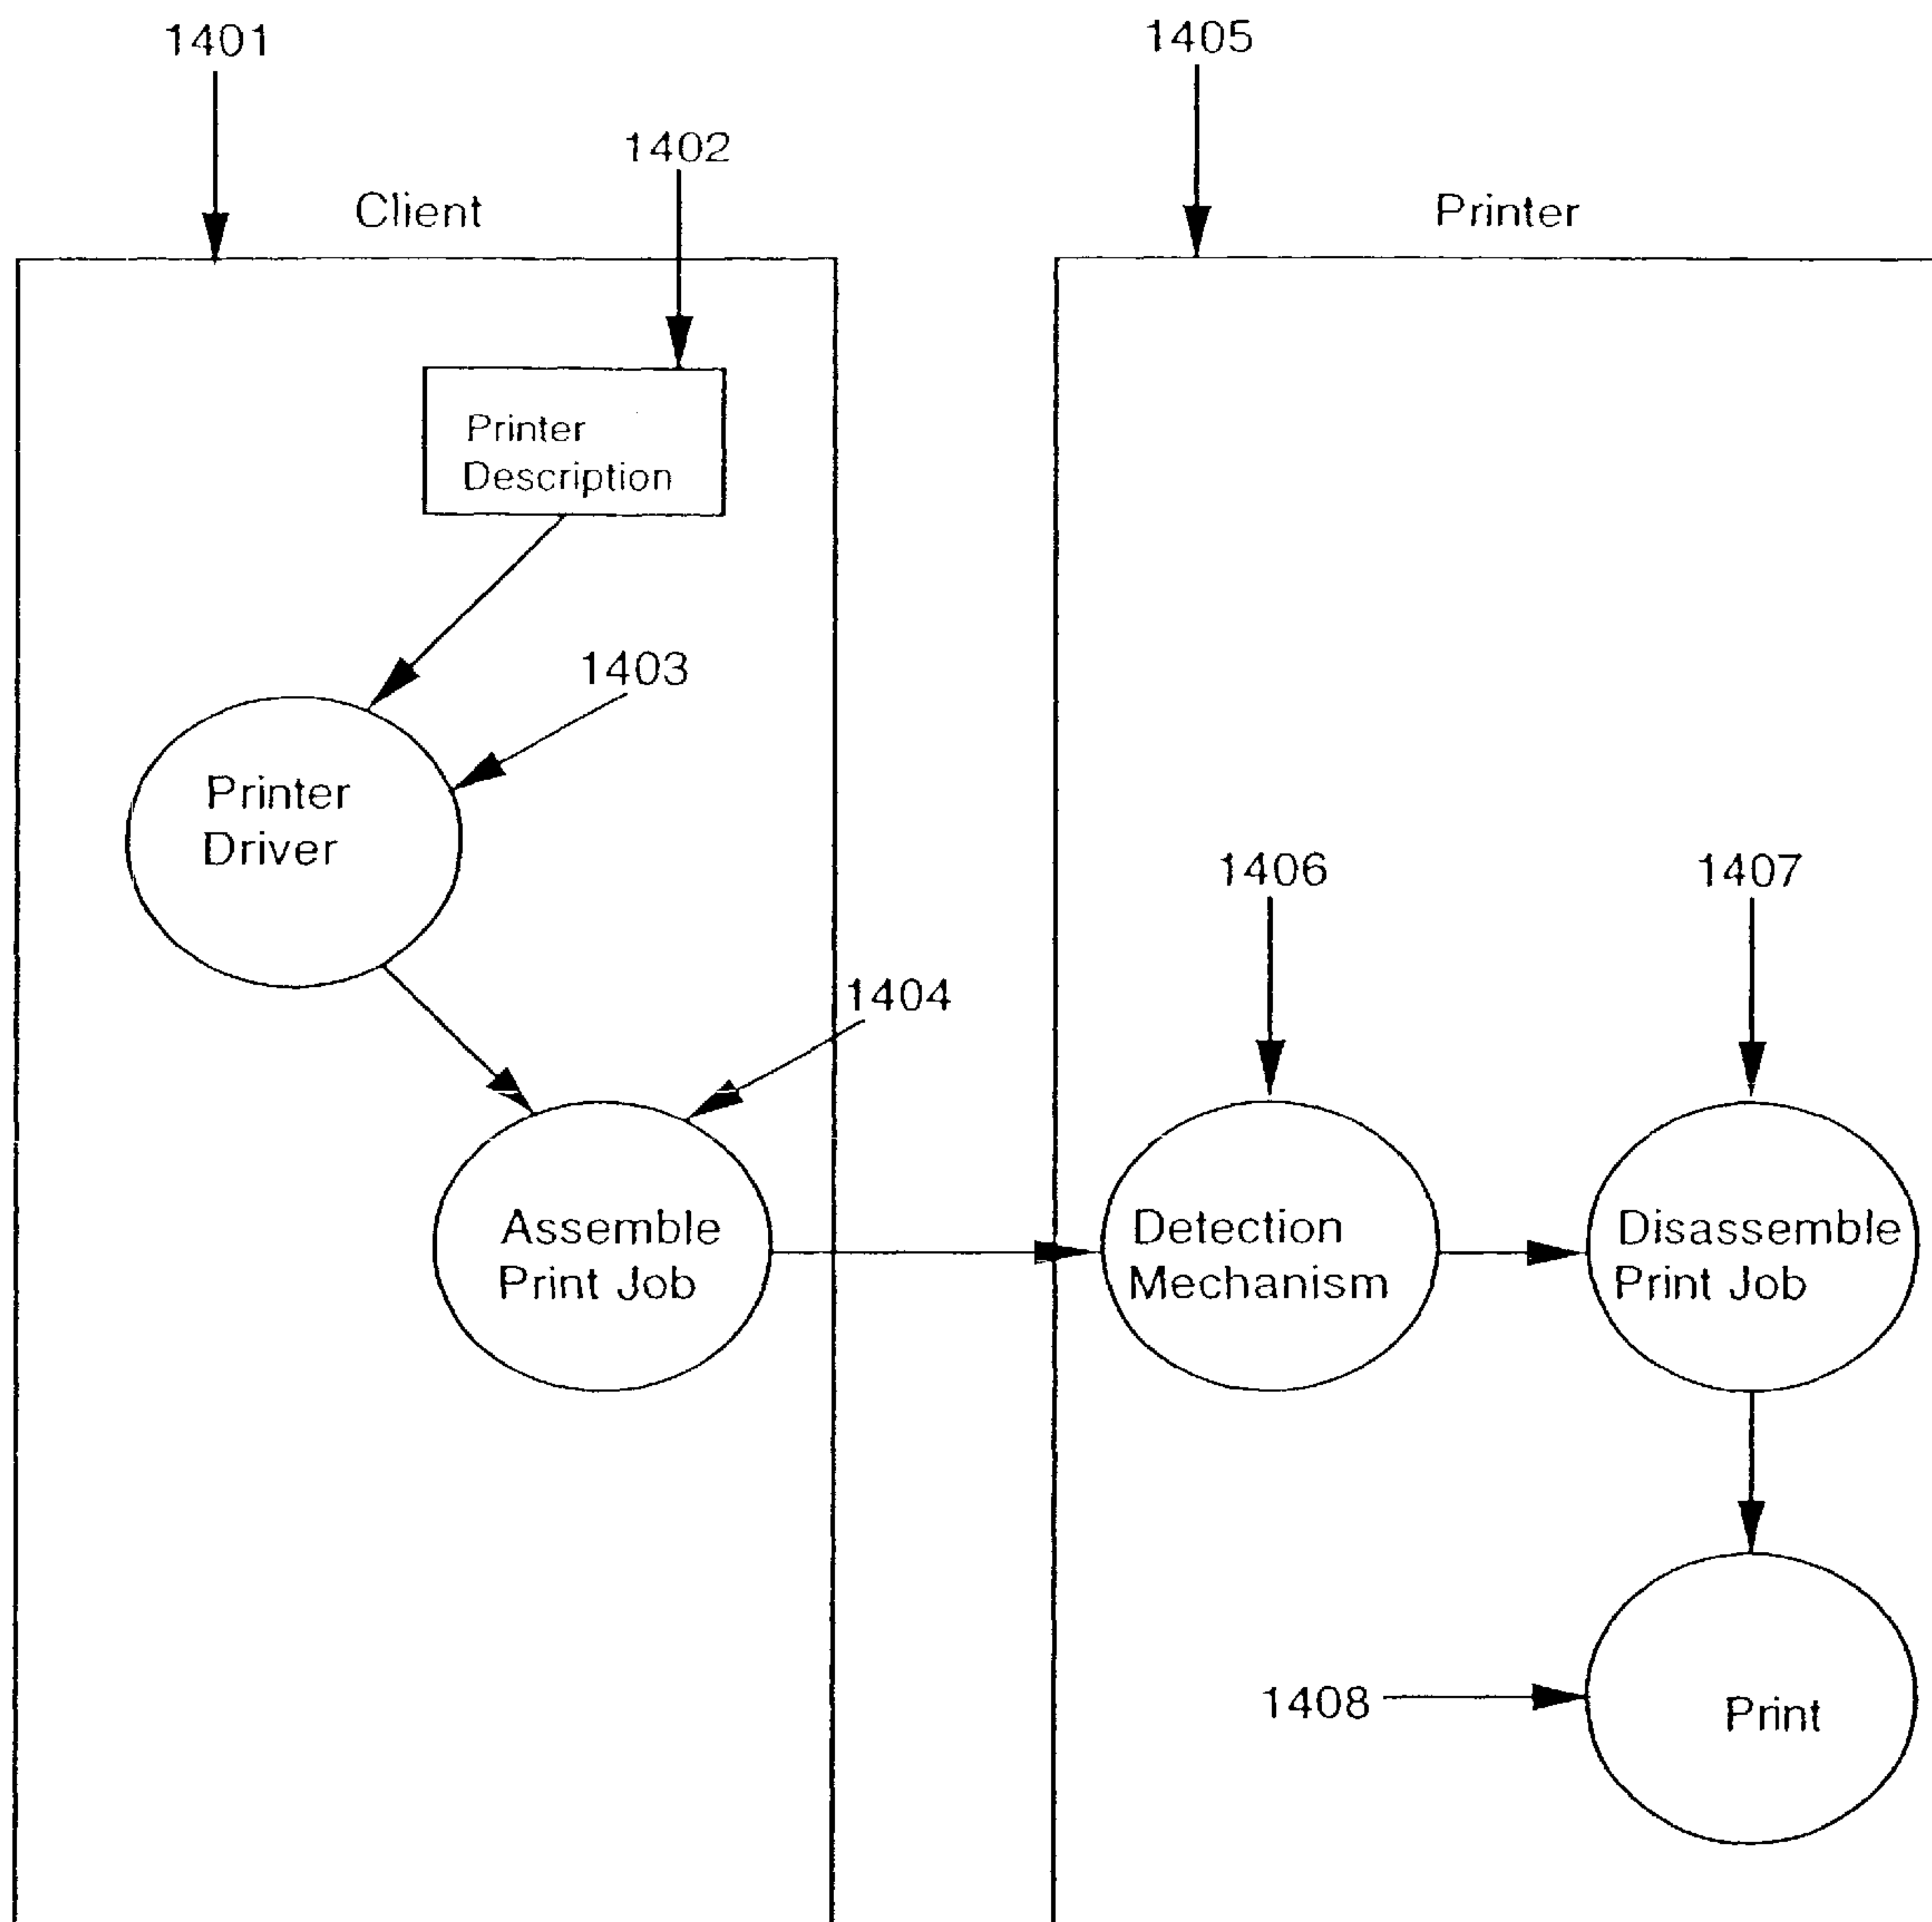 1401
1405
1402
Client
Printer
Printer
Description
1403
Printer
Driver
1406
1407
1404
Assemble
Print Job
Detection
Mechanism
Disassemble
Print Job
1408
Print